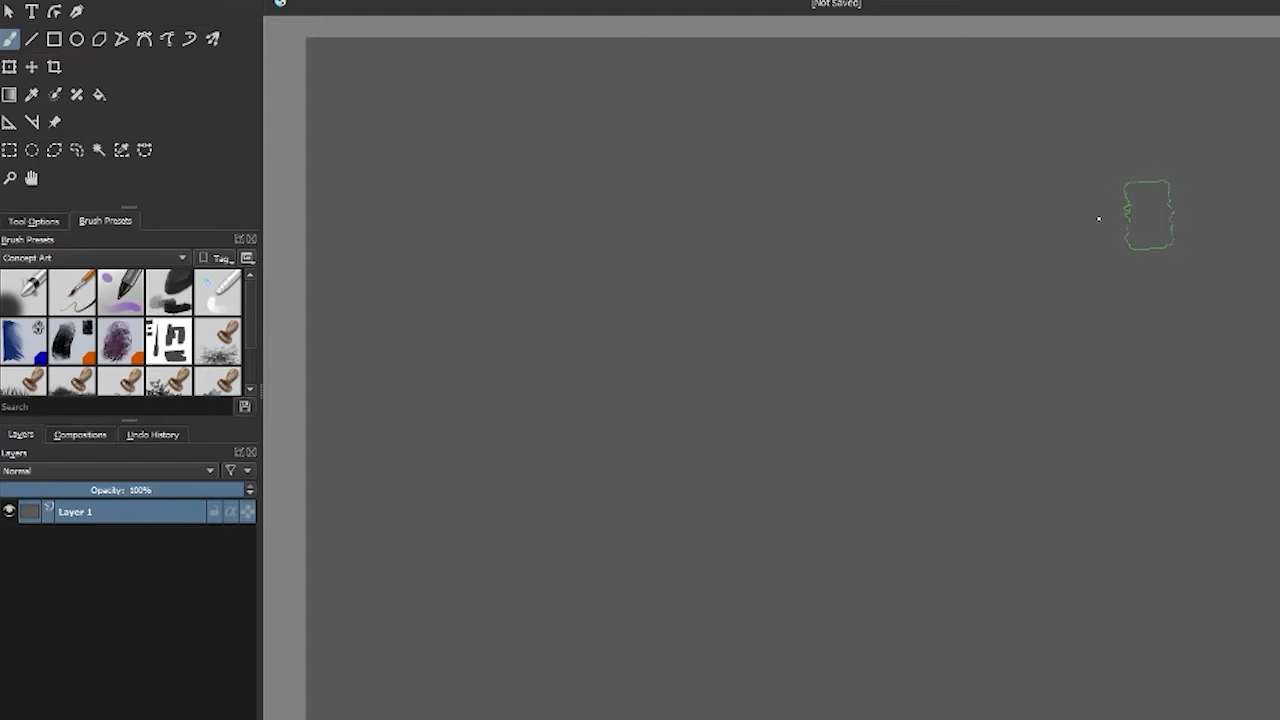 [Not Saved]
Tool Options
Brush Presets
Brush Presets
Concept Art
Tag
Search
Layers
Compositions
Undo History
Layers
Normal
Opacity: 100%
Layer 1